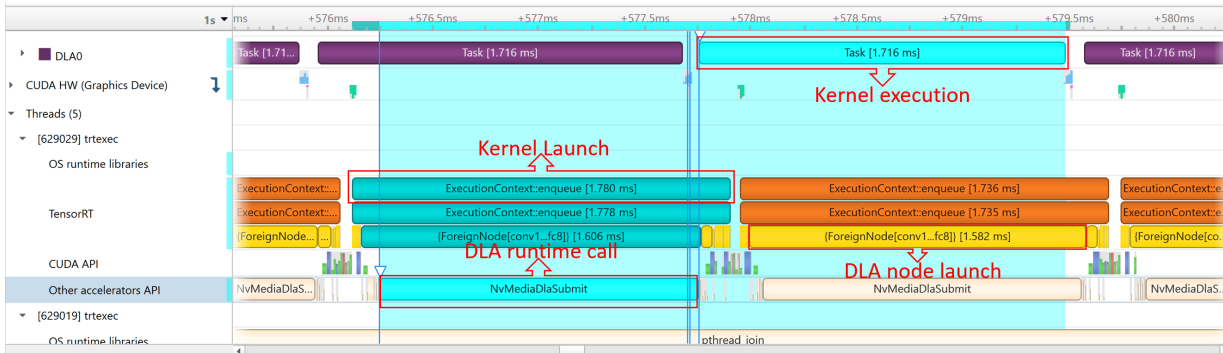 1s ms +576ms +576.5ms +577ms +577.5ms +578ms +578.5ms +579ms +579.5ms +580ms
DLA0 Task [1.71... Task [1.716 ms] Task [1.716 ms] Task [1.716 ms]
CUDA HW (Graphics Device)
Kernel execution
Threads (5)
[629029] trtexec
Kernel Launch
OS runtime libraries
ExecutionContext::... ExecutionContext::enqueue [1.780 ms] ExecutionContext::enqueue [1.736 ms] ExecutionContext::e
TensorRT ExecutionContext::... ExecutionContext::enqueue [1.778 ms] ExecutionContext::enqueue [1.735 ms] ExecutionContext::e
{ForeignNode... ... {ForeignNode[conv1...fc8]} [1.606 ms] {ForeignNode[conv1...fc8]} [1.582 ms] {ForeignNode[co...
DLA runtime call
CUDA API
DLA node launch
Other accelerators API NvMediaDlaS... NvMediaDlaSubmit NvMediaDlaSubmit NvMediaDlaS...
[629019] trtexec
OS runtime libraries pthread_join